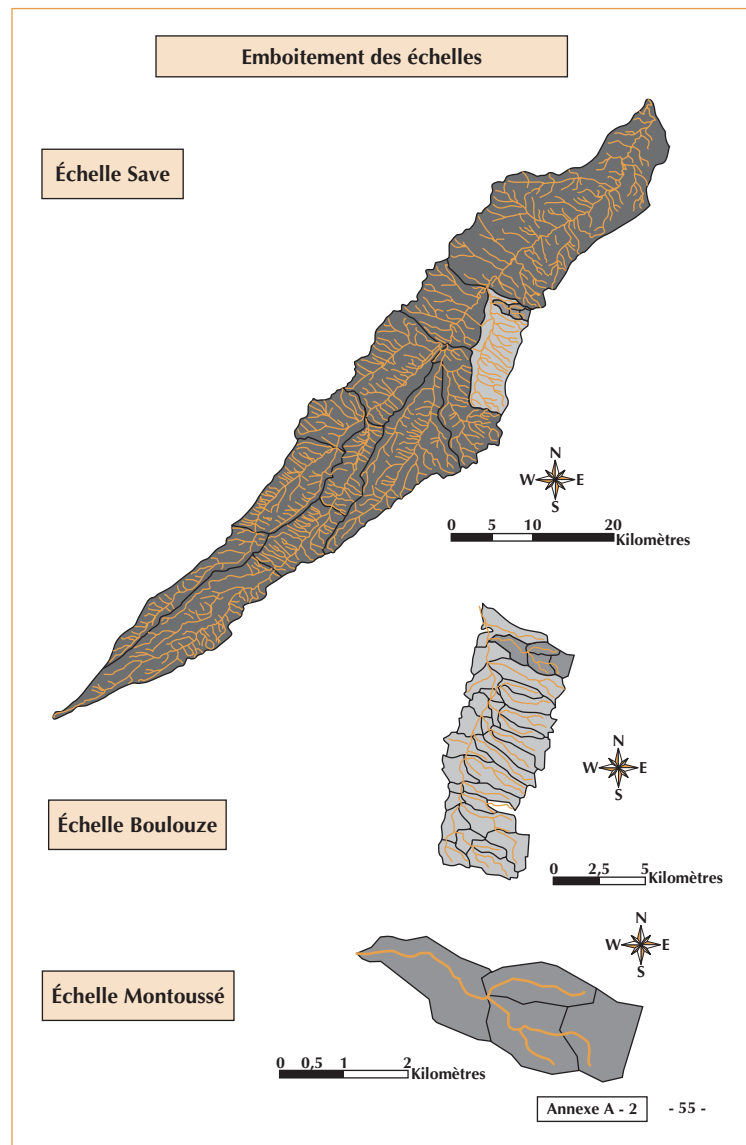 Emboitement des échelles
Échelle Save
N
W E
S
0 5 10 20
Kilomètres
N
W E
S
Échelle Boulouze
0 2,5 5
Kilomètres
N
W E
S
Échelle Montoussé
0 0,5 1 2
Kilomètres
Annexe A - 2 - 55 -